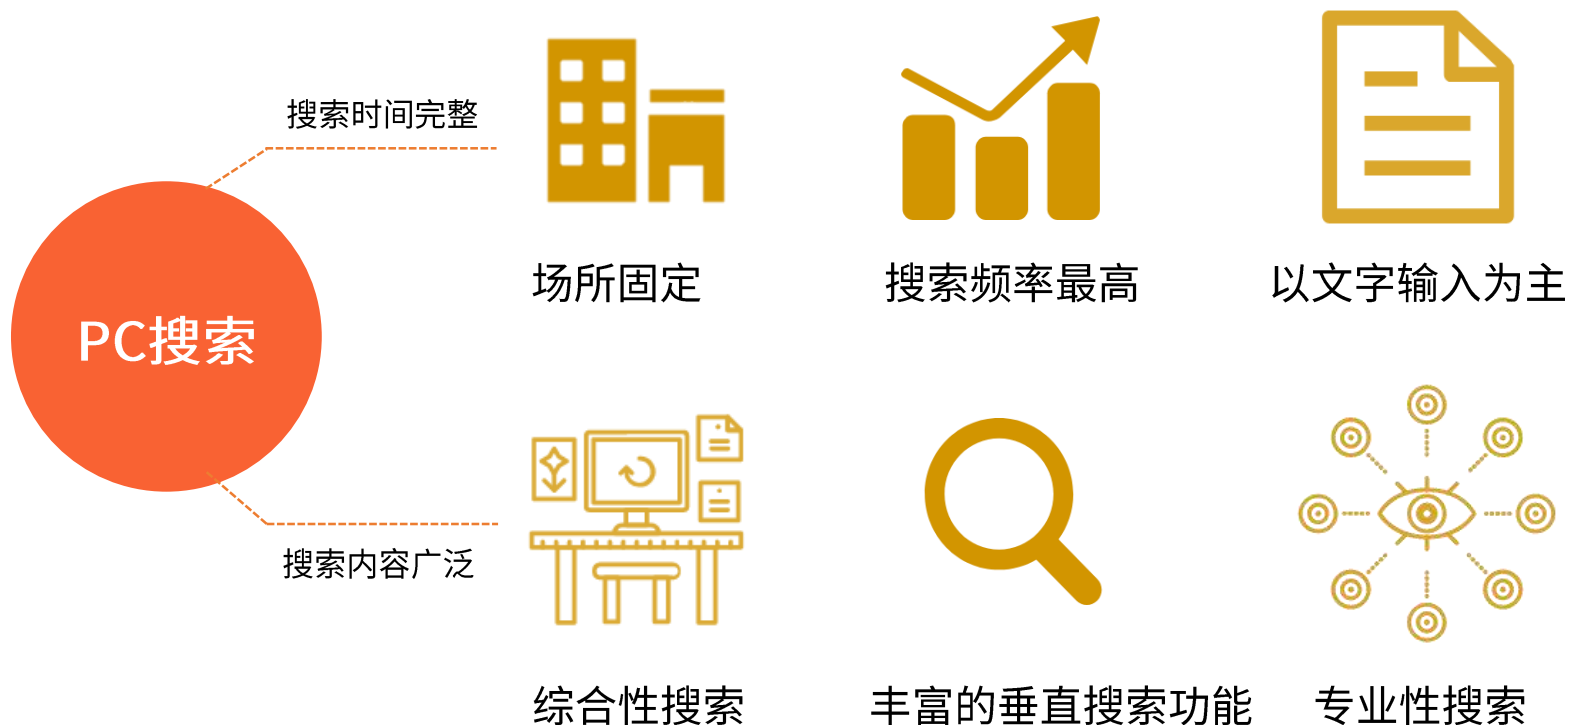 搜索时间完整
PC搜索
搜索内容广泛
场所固定
搜索频率最高
以文字输入为主
综合性搜索
丰富的垂直搜索功能
专业性搜索